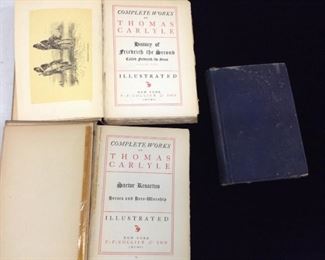 COMPLETE WORKS
OF
THOMAS
CARLYLE
History of
Friedrich the Second
Called Frederick the Great
ILLUSTRATED
NEW YORK
P. F. COLLIER & SON
COMPLETE WORKS
OF
THOMAS
CARLYLE
Sartor Resartus
Heroes and Hero-Worship
ILLUSTRATED
NEW YORK
P. F. COLLIER & SON